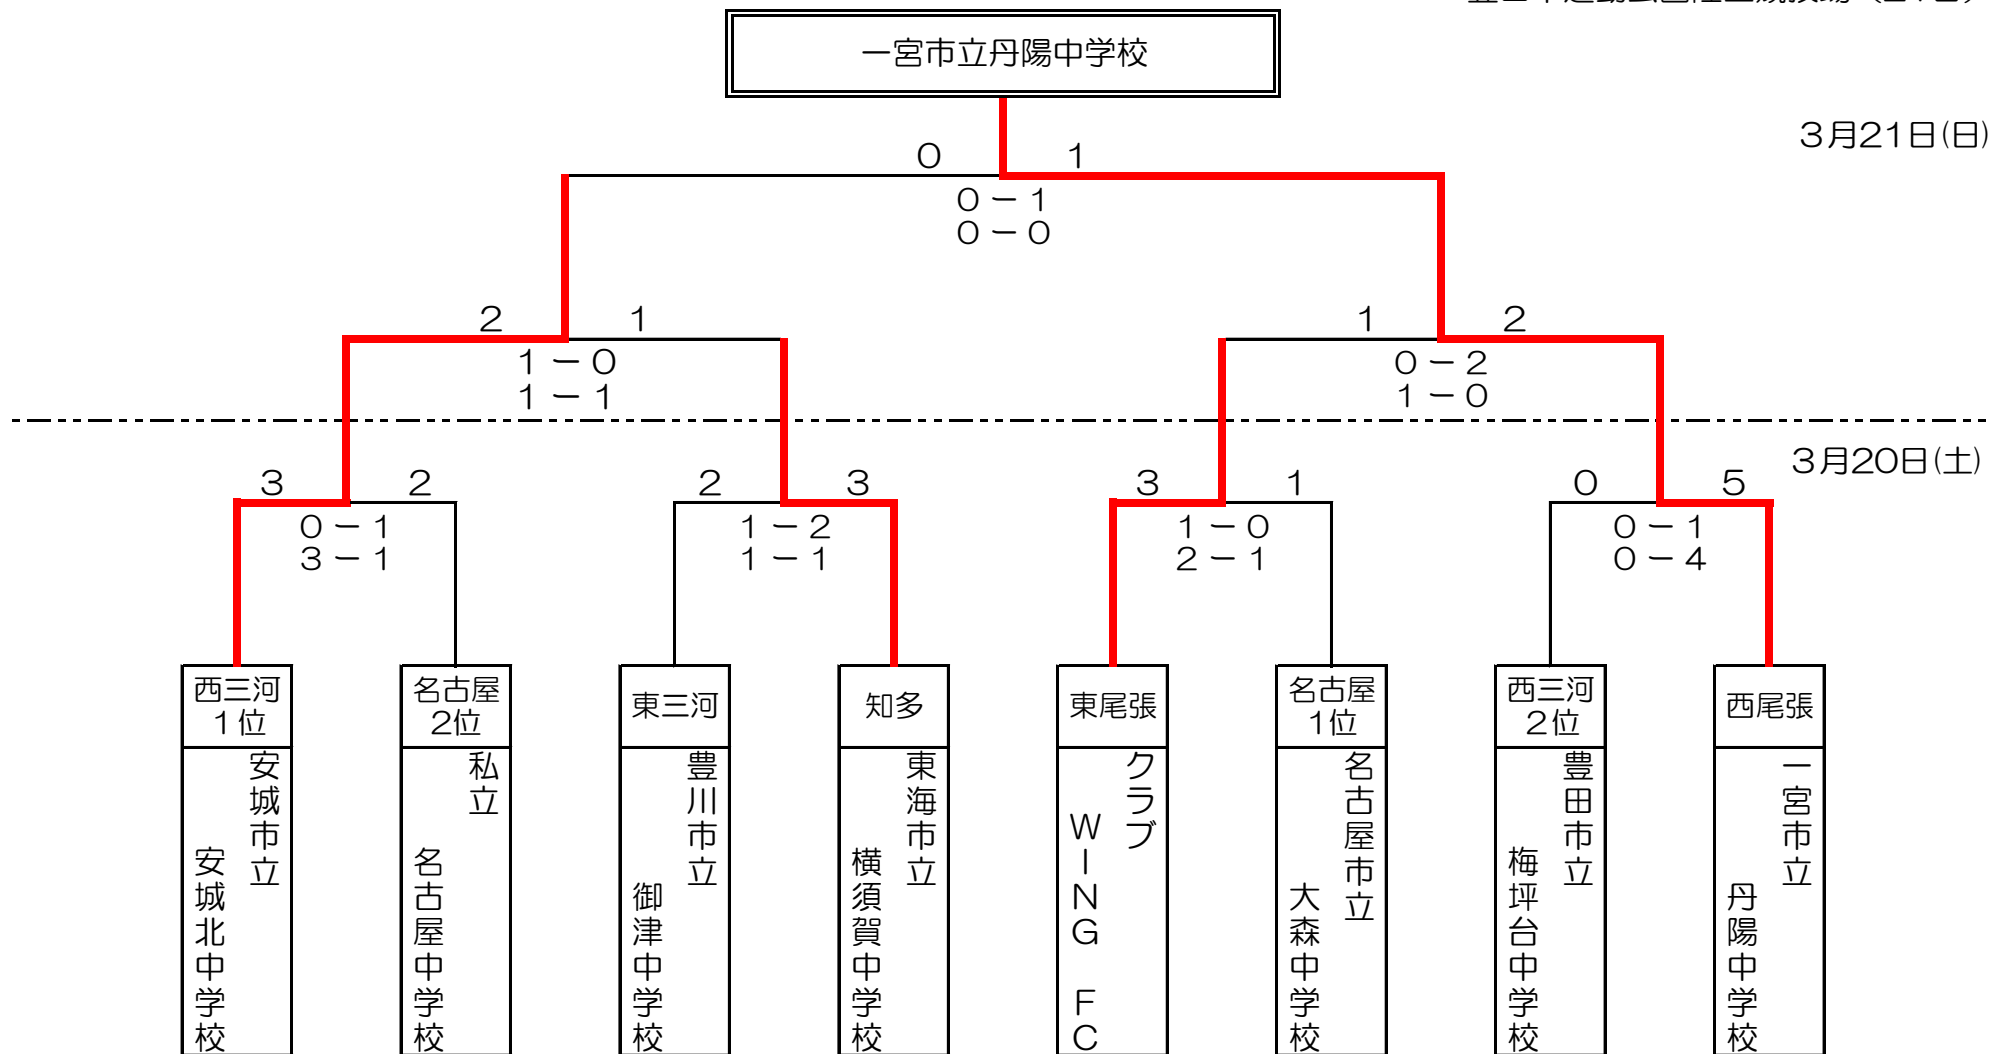 一宮市立丹陽中学校
3月21日(日)
0 1
0-1
0-0
2 1
1-0
1-1
1 2
0-2
1-0
3月20日(土)
3 2
0-1
3-1
2 3
1-2
1-1
3 1
1-0
2-1
0 5
0-1
0-4
西三河
1位
安城市立
安城北中学校
名古屋
2位
私立
名古屋中学校
東三河
豊川市立
御津中学校
知多
東海市立
横須賀中学校
東尾張
クラブ
WING FC
名古屋
1位
名古屋市立
大森中学校
西三河
2位
豊田市立
梅坪台中学校
西尾張
一宮市立
丹陽中学校